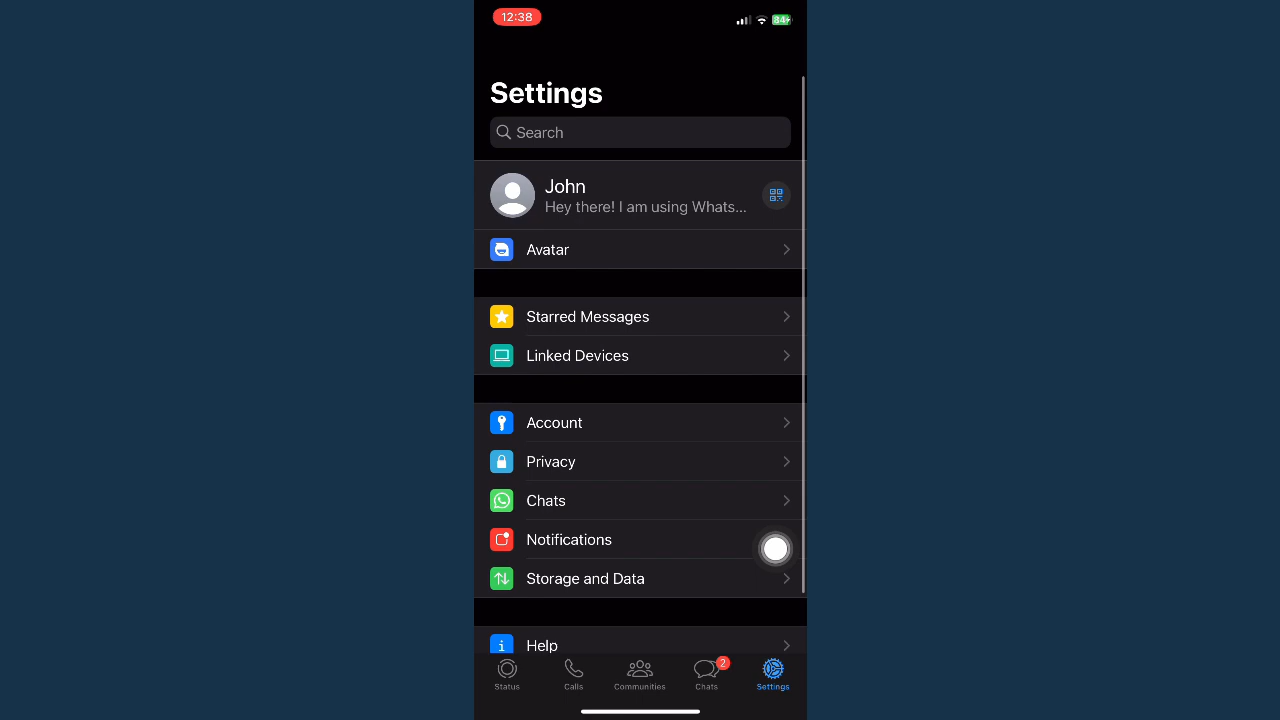 12:38
84
Settings
Search
John
Hey there! I am using Whats...
Avatar
Starred Messages
Linked Devices
Account
Privacy
Chats
Notifications
Storage and Data
Help
2
Status Calls Communities Chats Settings